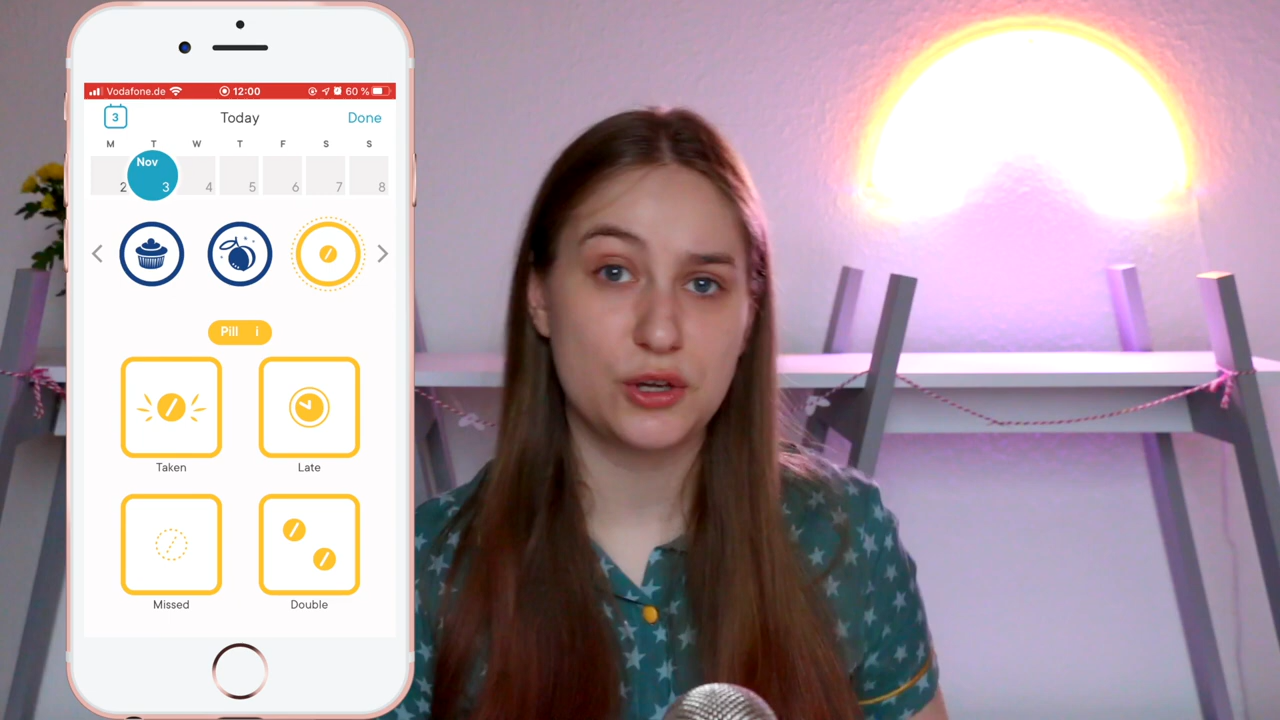 Vodafone.de 12:00 60 %
3 Today Done
M T W T F S S
Nov
2 3 4 5 6 7 8
Pill i
Taken Late
Missed Double